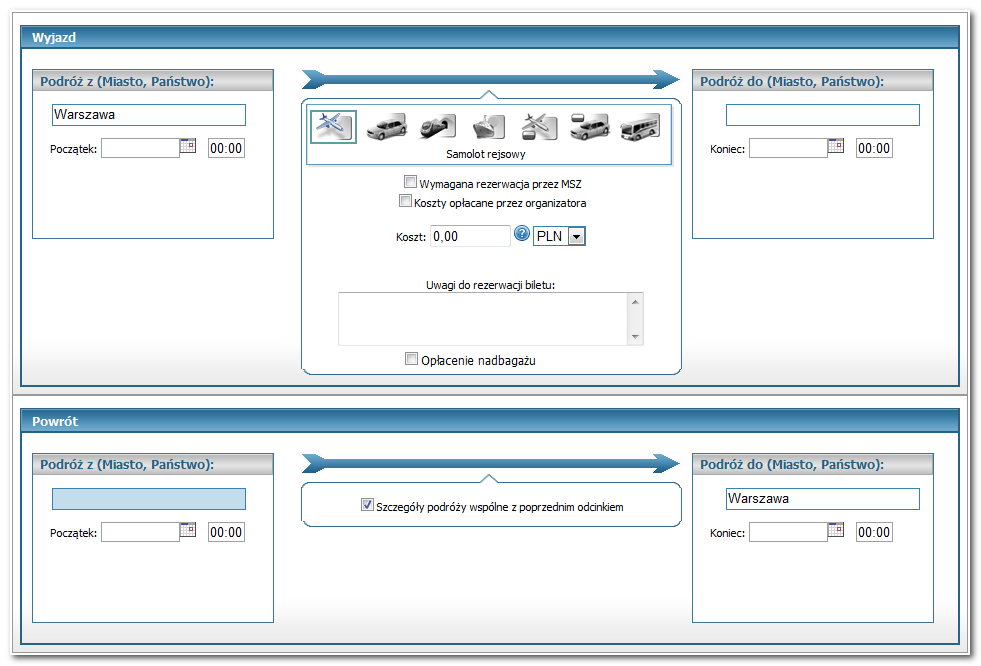 Wyjazd
Podróż z (Miasto, Państwo):
Warszawa
Początek: 00:00
Samolot rejsowy
Wymagana rezerwacja przez MSZ
Koszty opłacane przez organizatora
Koszt: 0,00 ? PLN
Uwagi do rezerwacji biletu:
Opłacenie nadbagażu
Podróż do (Miasto, Państwo):
Koniec: 00:00
Powrót
Podróż z (Miasto, Państwo):
Początek: 00:00
Szczegóły podróży wspólne z poprzednim odcinkiem
Podróż do (Miasto, Państwo):
Warszawa
Koniec: 00:00